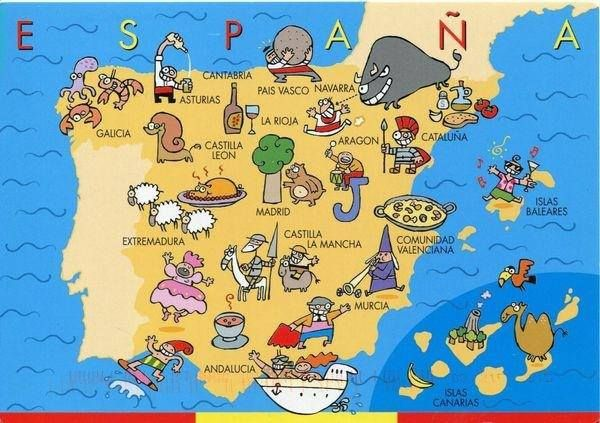 ESPAÑA
CANTABRIA
ASTURIAS
PAIS VASCO
NAVARRA
GALICIA
LA RIOJA
CASTILLA
LEON
ARAGON
CATALUÑA
MADRID
ISLAS
BALEARES
EXTREMADURA
CASTILLA
LA MANCHA
COMUNIDAD
VALENCIANA
MURCIA
ANDALUCIA
ISLAS
CANARIAS